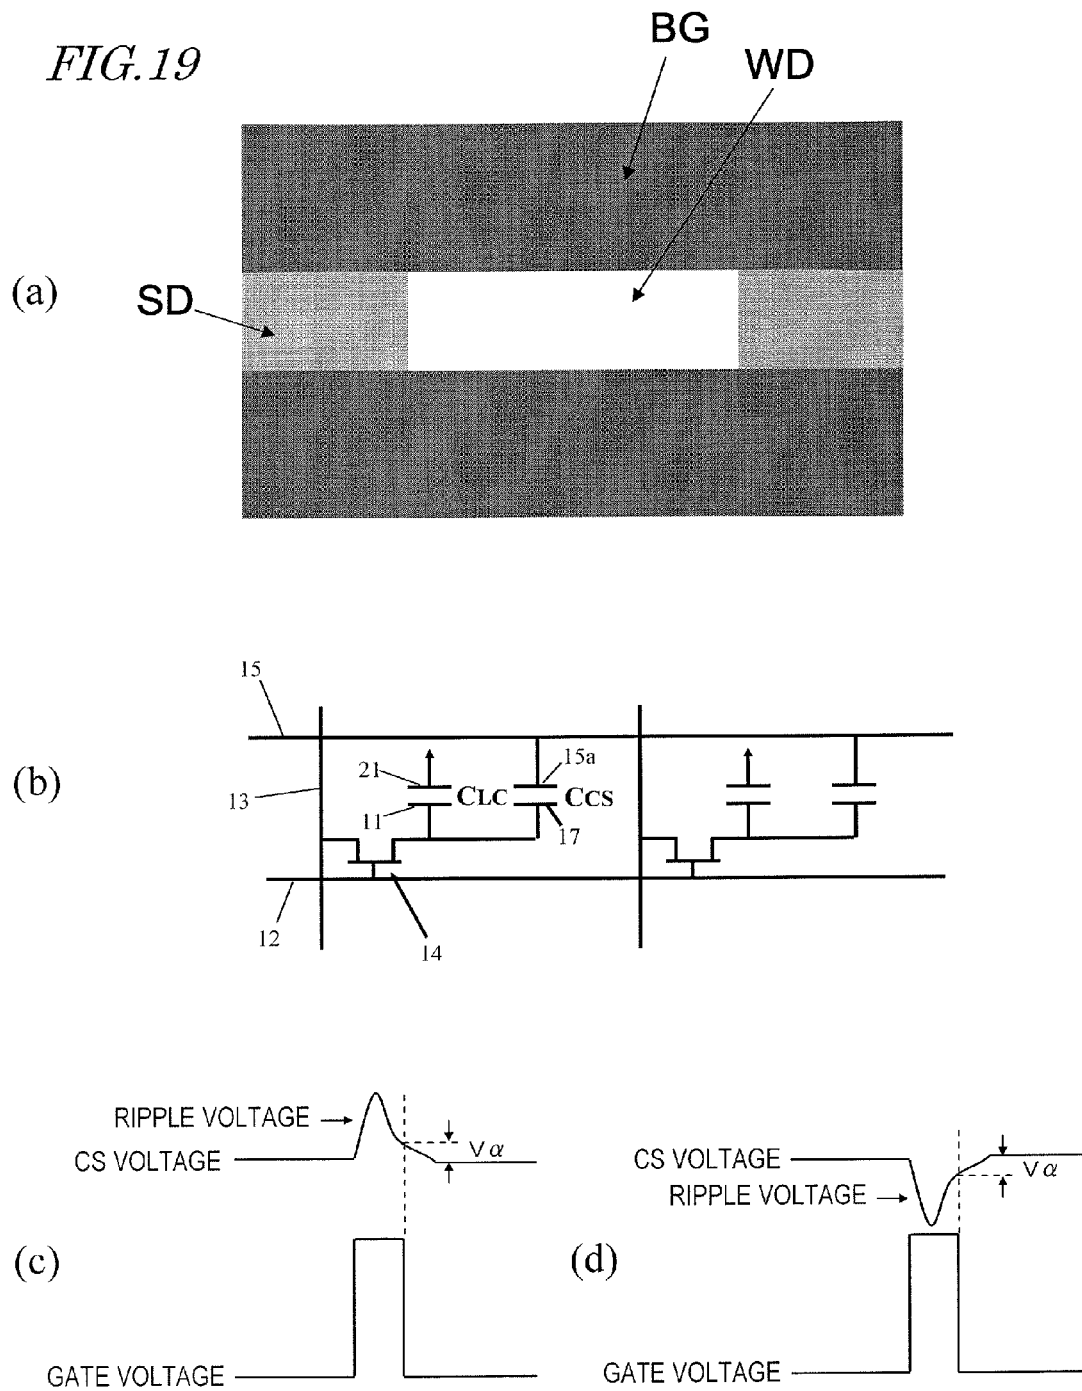 FIG.19
BG
WD
(a)
SD
15
(b)
13
21
11
CLC
15a
CCS
17
12
14
RIPPLE VOLTAGE
CS VOLTAGE
Vα
(c)
GATE VOLTAGE
CS VOLTAGE
RIPPLE VOLTAGE
Vα
(d)
GATE VOLTAGE